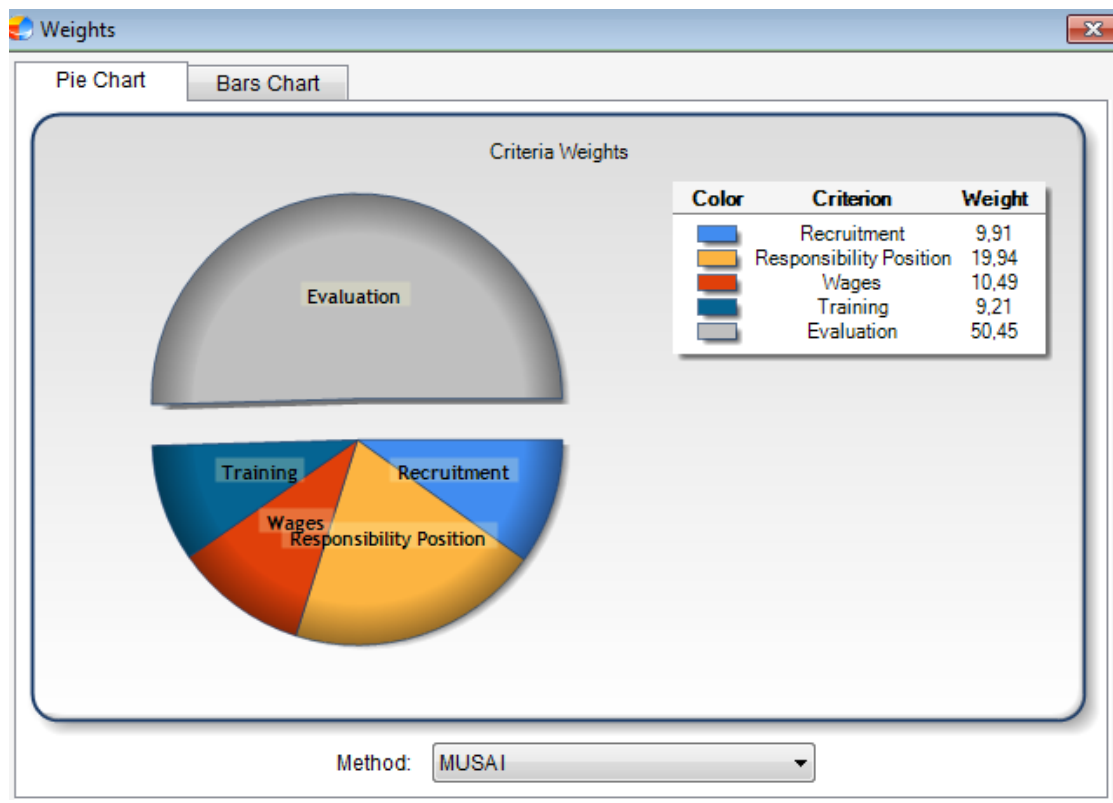 Weights
Pie Chart Bars Chart
Criteria Weights
Color Criterion Weight
Recruitment 9,91
Responsibility Position 19,94
Wages 10,49
Training 9,21
Evaluation 50,45
Evaluation
Training Recruitment
Wages
Responsibility Position
Method: MUSA I